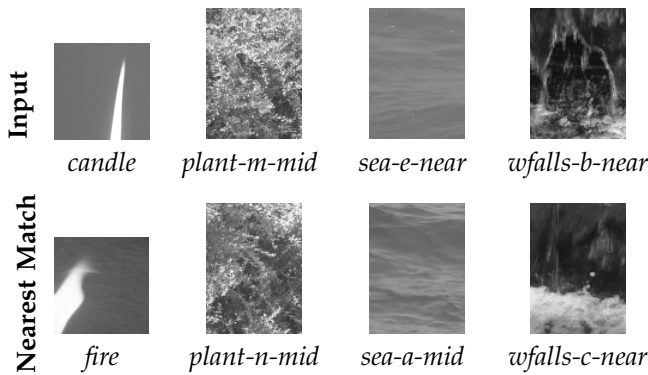 Input
candle plant-m-mid sea-e-near wfalls-b-near
Nearest Match
fire plant-n-mid sea-a-mid wfalls-c-near